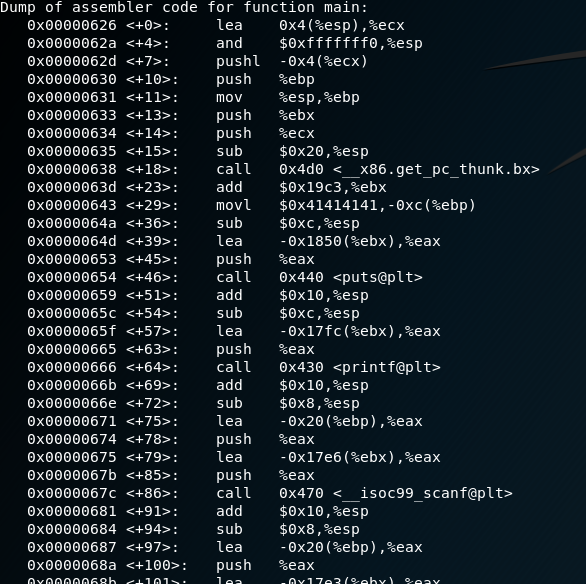 Dump of assembler code for function main:
0x00000626 <+0>: lea 0x4(%esp),%ecx
0x0000062a <+4>: and $0xfffffff0,%esp
0x0000062d <+7>: pushl -0x4(%ecx)
0x00000630 <+10>: push %ebp
0x00000631 <+11>: mov %esp,%ebp
0x00000633 <+13>: push %ebx
0x00000634 <+14>: push %ecx
0x00000635 <+15>: sub $0x20,%esp
0x00000638 <+18>: call 0x4d0 <__x86.get_pc_thunk.bx>
0x0000063d <+23>: add $0x19c3,%ebx
0x00000643 <+29>: movl $0x41414141,-0xc(%ebp)
0x0000064a <+36>: sub $0xc,%esp
0x0000064d <+39>: lea -0x1850(%ebx),%eax
0x00000653 <+45>: push %eax
0x00000654 <+46>: call 0x440 <puts@plt>
0x00000659 <+51>: add $0x10,%esp
0x0000065c <+54>: sub $0xc,%esp
0x0000065f <+57>: lea -0x17fc(%ebx),%eax
0x00000665 <+63>: push %eax
0x00000666 <+64>: call 0x430 <printf@plt>
0x0000066b <+69>: add $0x10,%esp
0x0000066e <+72>: sub $0x8,%esp
0x00000671 <+75>: lea -0x20(%ebp),%eax
0x00000674 <+78>: push %eax
0x00000675 <+79>: lea -0x17e6(%ebx),%eax
0x0000067b <+85>: push %eax
0x0000067c <+86>: call 0x470 <__isoc99_scanf@plt>
0x00000681 <+91>: add $0x10,%esp
0x00000684 <+94>: sub $0x8,%esp
0x00000687 <+97>: lea -0x20(%ebp),%eax
0x0000068a <+100>: push %eax
0x0000068b <+101>: lea -0x17e3(%ebx),%eax